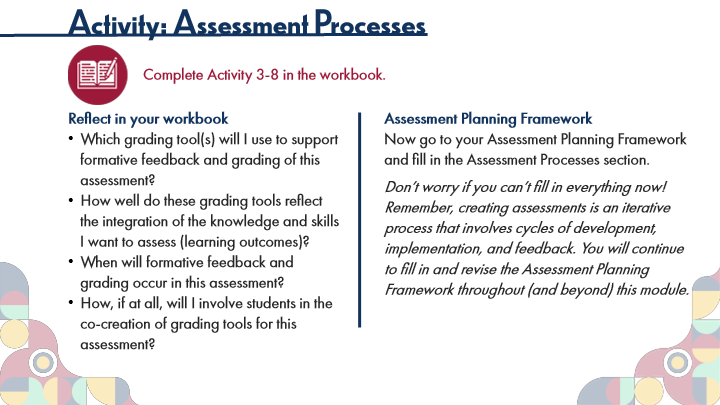 Activity: Assessment Processes
Complete Activity 3-8 in the workbook.
Reflect in your workbook
• Which grading tool(s) will I use to support
formative feedback and grading of this
assessment?
• How well do these grading tools reflect
the integration of the knowledge and skills
I want to assess (learning outcomes)?
• When will formative feedback and
grading occur in this assessment?
• How, if at all, will I involve students in the
co-creation of grading tools for this
assessment?
Assessment Planning Framework
Now go to your Assessment Planning Framework
and fill in the Assessment Processes section.
Don't worry if you can't fill in everything now!
Remember, creating assessments is an iterative
process that involves cycles of development,
implementation, and feedback. You will continue
to fill in and revise the Assessment Planning
Framework throughout (and beyond) this module.